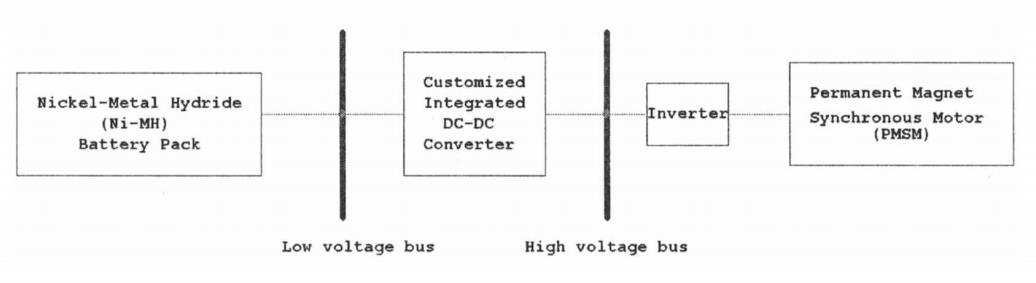 Nickel-Metal Hydride
(Ni-MH)
Battery Pack
Customized
Integrated
DC-DC
Converter
Inverter
Permanent Magnet
Synchronous Motor
(PMSM)
Low voltage bus
High voltage bus